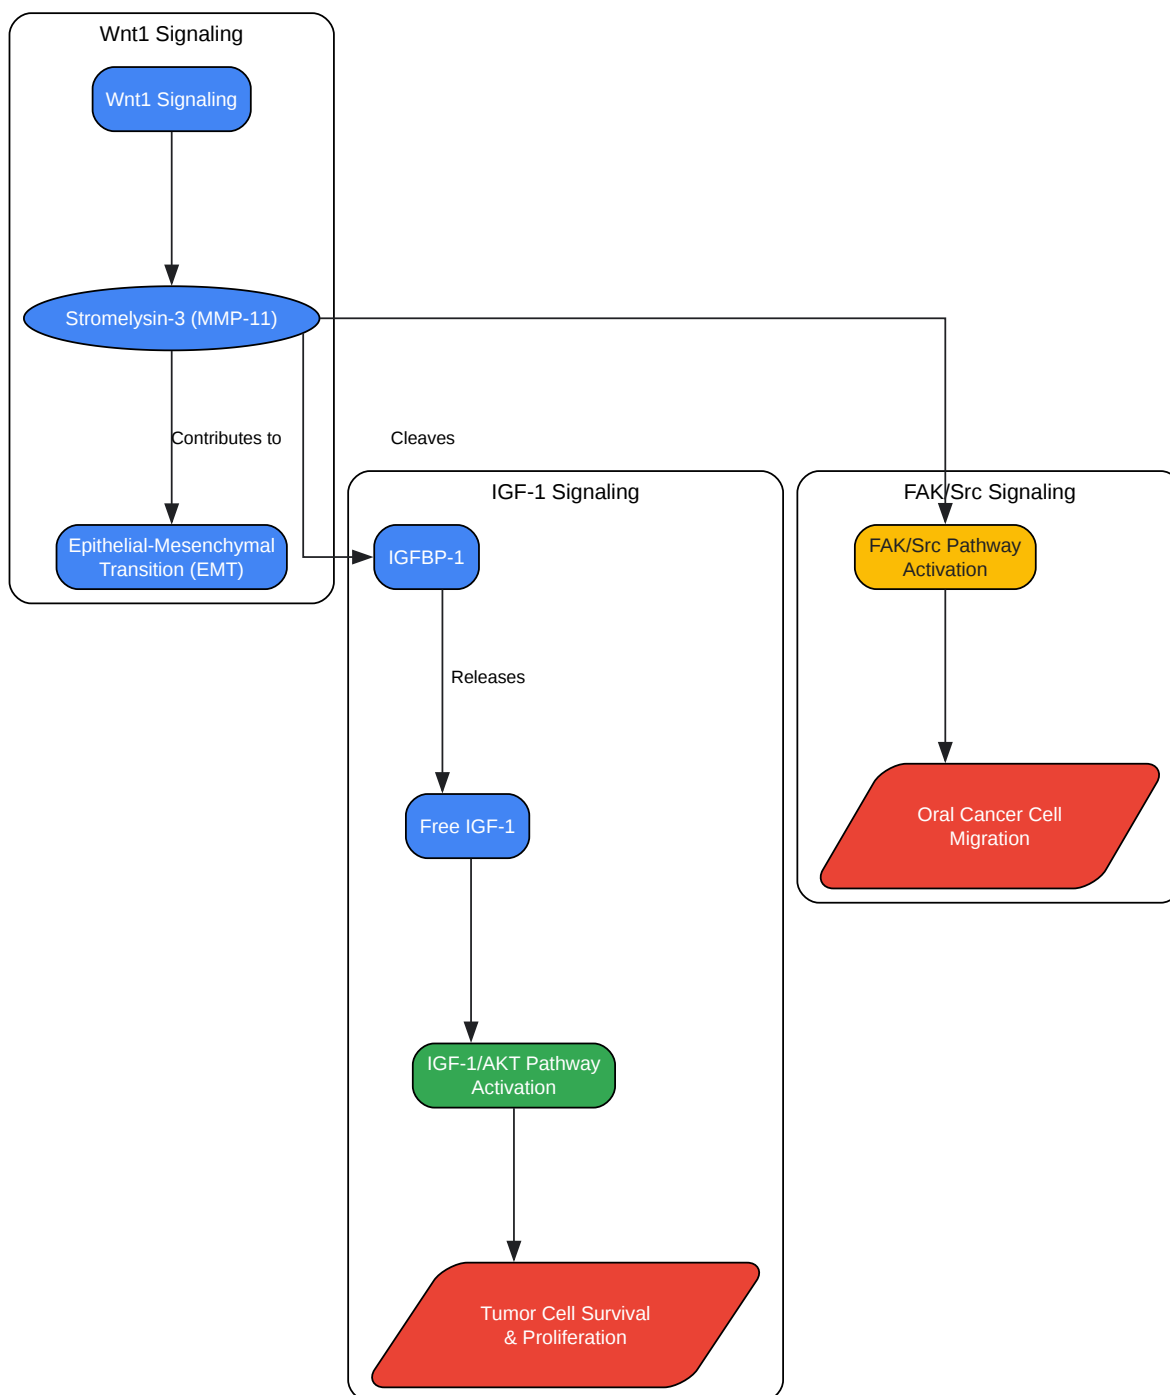 Wnt1 Signaling
Wnt1 Signaling
Stromelysin-3 (MMP-11)
Contributes to
Cleaves
Epithelial-Mesenchymal
Transition (EMT)
IGF-1 Signaling
IGFBP-1
Releases
Free IGF-1
IGF-1/AKT Pathway
Activation
Tumor Cell Survival
& Proliferation
FAK/Src Signaling
FAK/Src Pathway
Activation
Oral Cancer Cell
Migration